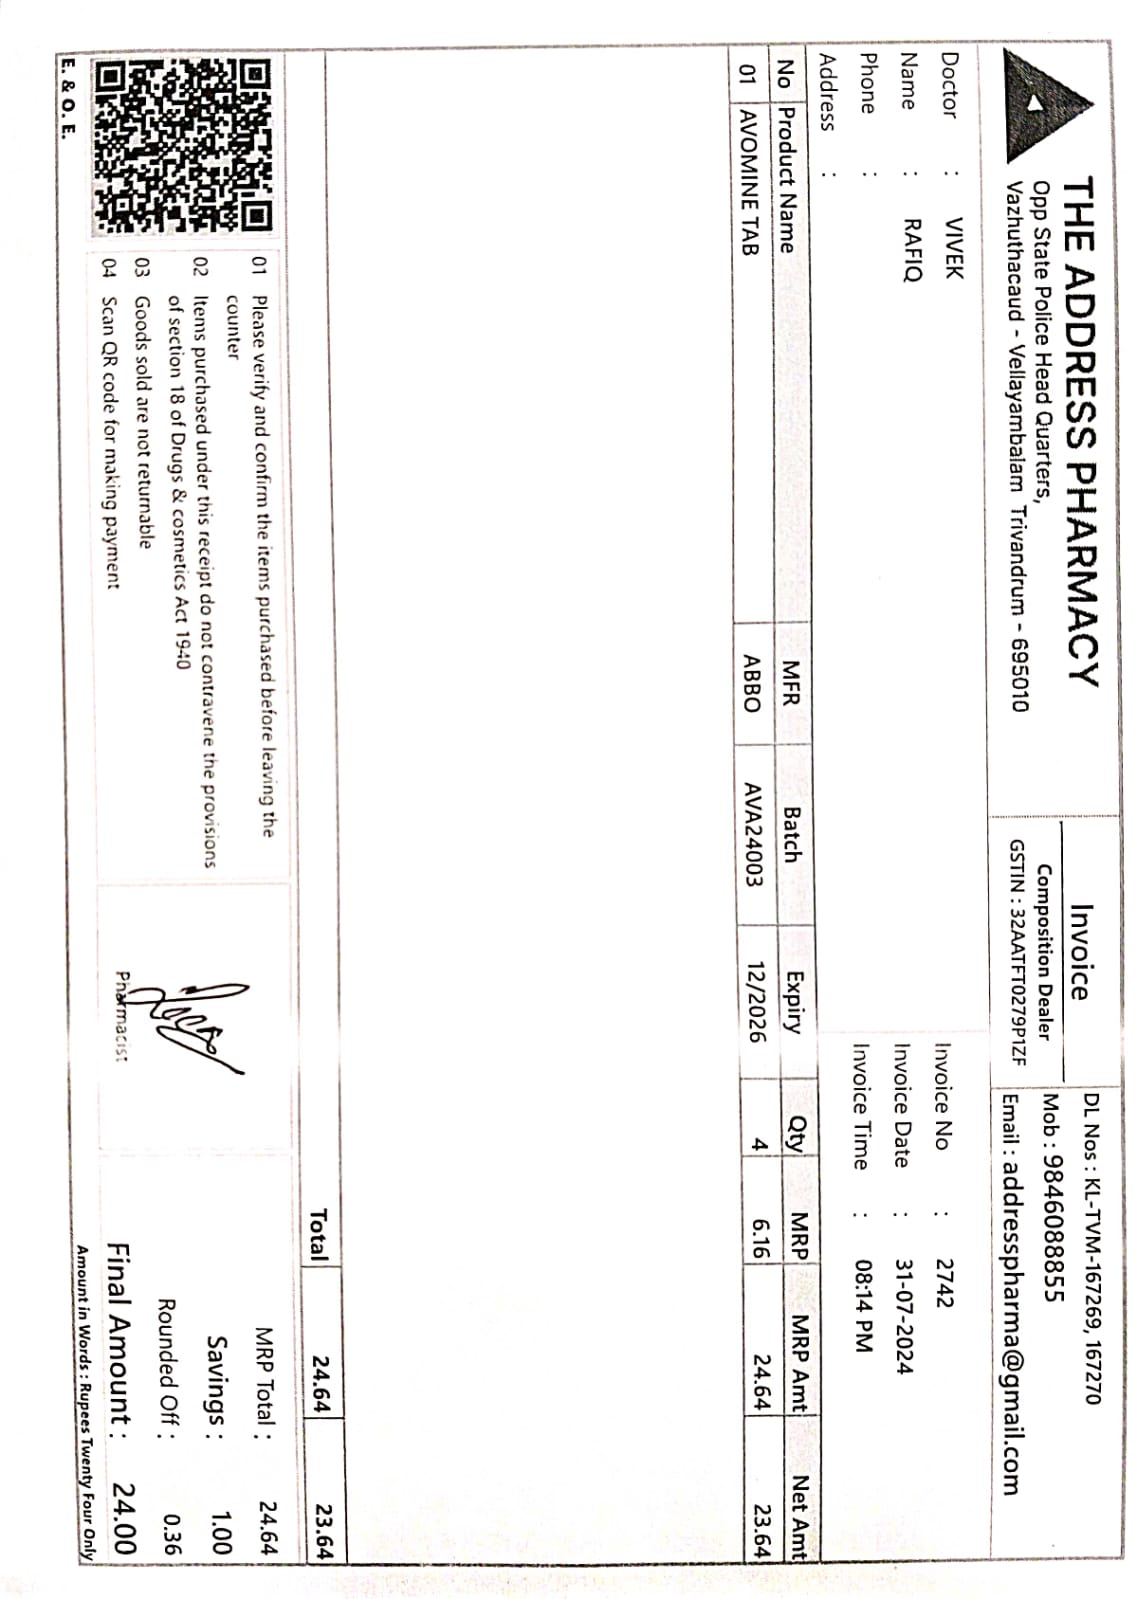 THE ADDRESS PHARMACY
Opp State Police Head Quarters,
Vazhuthacaud - Vellayambalam Trivandrum - 695010
Invoice
Composition Dealer
GSTIN : 32AATFT0279P1ZF
DL Nos : KL-TVM-167269, 167270
Mob : 9846088855
Email : addresspharma@gmail.com
Doctor : VIVEK
Name : RAFIQ
Phone :
Address :
Invoice No : 2742
Invoice Date : 31-07-2024
Invoice Time : 08:14 PM
No Product Name MFR Batch Expiry Qty MRP MRP Amt Net Amt
01 AVOMINE TAB ABBO AVA24003 12/2026 4 6.16 24.64 23.64
Total 24.64 23.64
01 Please verify and confirm the items purchased before leaving the
counter
02 Items purchased under this receipt do not contravene the provisions
of section 18 of Drugs & cosmetics Act 1940
03 Goods sold are not returnable
04 Scan QR code for making payment
Pharmacist
MRP Total : 24.64
Savings : 1.00
Rounded Off : 0.36
Final Amount : 24.00
Amount in Words : Rupees Twenty Four Only
E. & O. E.